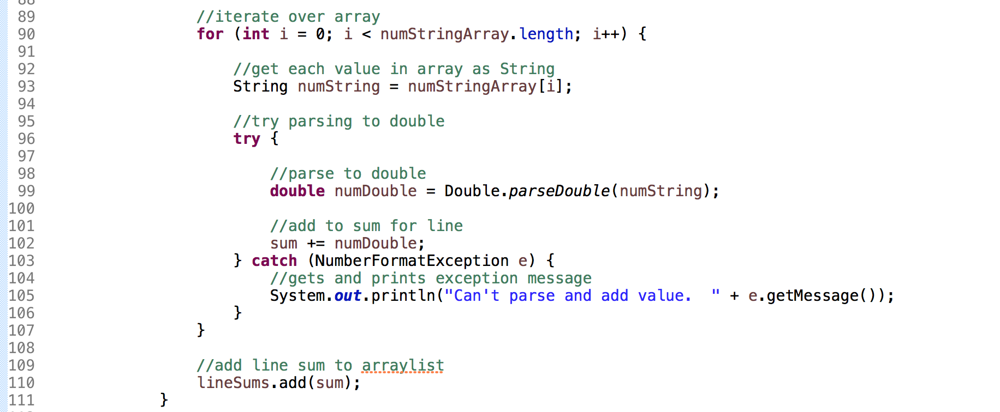 88
89 //iterate over array
90 for (int i = 0; i < numStringArray.length; i++) {
91
92 //get each value in array as String
93 String numString = numStringArray[i];
94
95 //try parsing to double
96 try {
97
98 //parse to double
99 double numDouble = Double.parseDouble(numString);
100
101 //add to sum for line
102 sum += numDouble;
103 } catch (NumberFormatException e) {
104 //gets and prints exception message
105 System.out.println("Can't parse and add value.  " + e.getMessage());
106 }
107 }
108
109 //add line sum to arraylist
110 lineSums.add(sum);
111 }